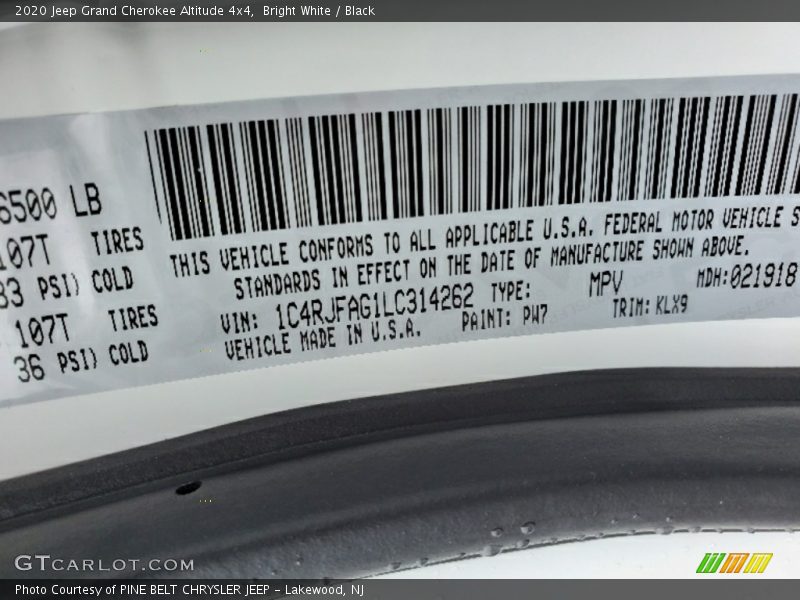 2020 Jeep Grand Cherokee Altitude 4x4,  Bright White / Black
6500 LB
107T TIRES
33 PSI) COLD
107T TIRES
36 PSI) COLD
THIS VEHICLE CONFORMS TO ALL APPLICABLE U.S.A. FEDERAL MOTOR VEHICLE S
STANDARDS IN EFFECT ON THE DATE OF MANUFACTURE SHOWN ABOVE.
VIN: 1C4RJFAG1LC314262 TYPE: MPV MDH:021918
VEHICLE MADE IN U.S.A. PAINT: PW7 TRIM: KLX9
GTCARLOT.COM
Photo Courtesy of PINE BELT CHRYSLER JEEP - Lakewood, NJ